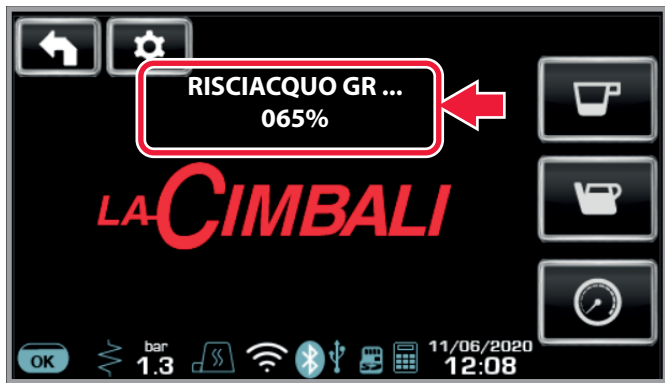 RISCIACQUO GR ...
065%
LA CIMBALI
OK
bar
1.3
11/06/2020
12:08